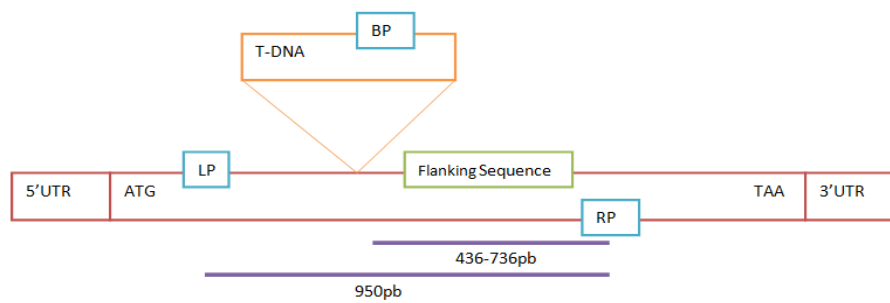 BP
T-DNA
LP
Flanking Sequence
5'UTR
ATG
TAA
3'UTR
RP
436-736pb
950pb